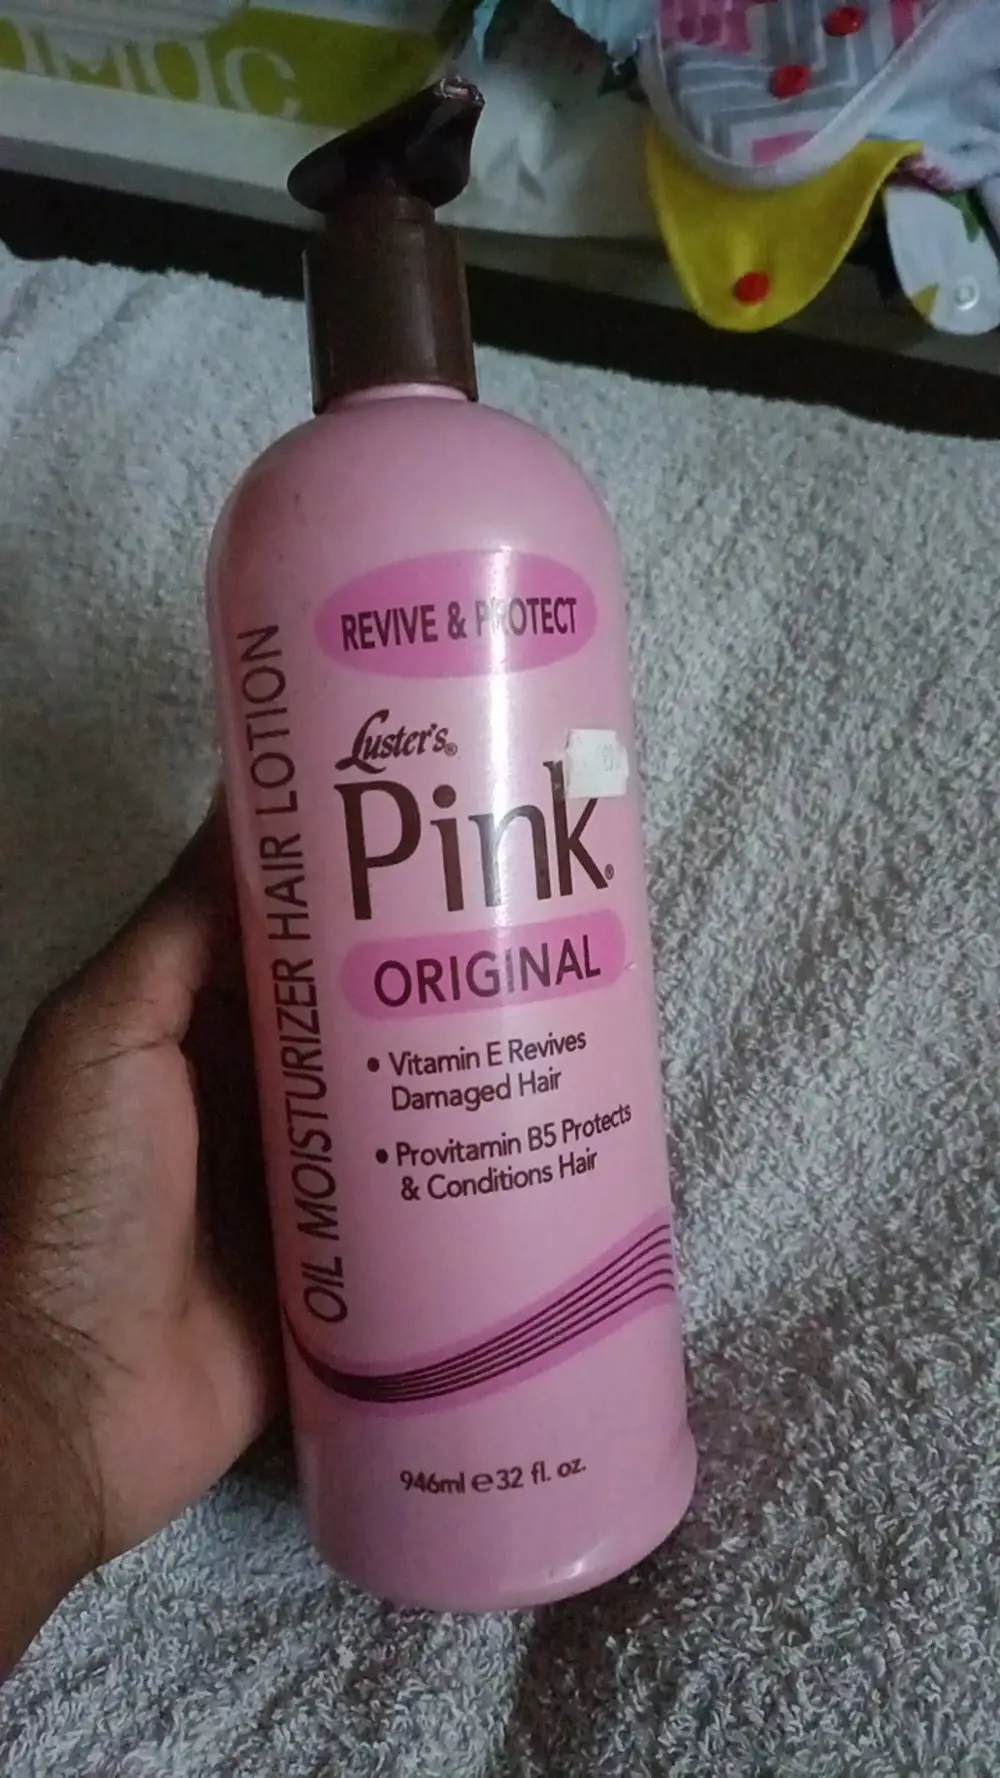 REVIVE & PROTECT
Luster's®
Pink®
ORIGINAL
• Vitamin E Revives
Damaged Hair
• Provitamin B5 Protects
& Conditions Hair
OIL MOISTURIZER HAIR LOTION
946ml e 32 fl. oz.